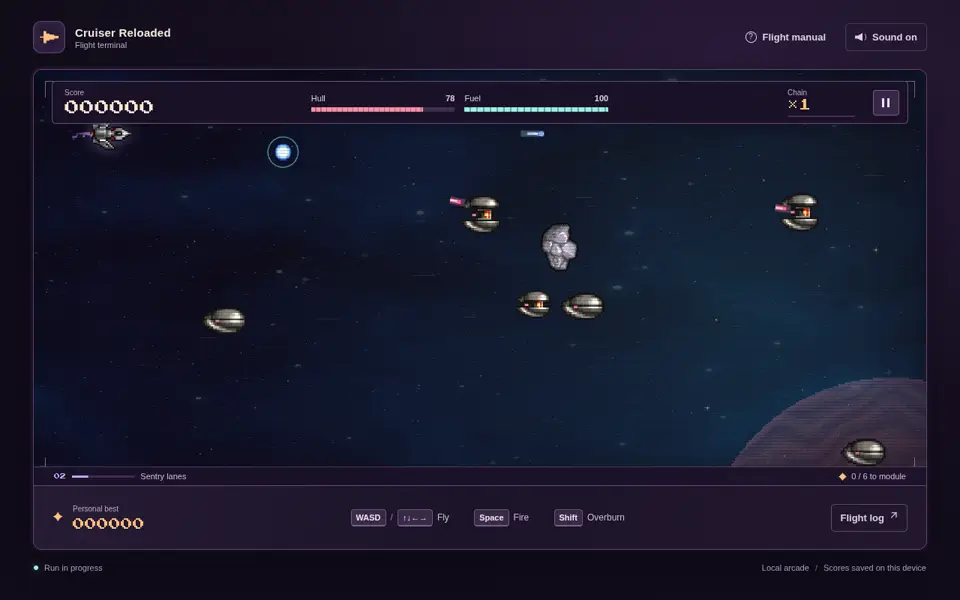 Cruiser Reloaded
Flight terminal
? Flight manual
Sound on
Score
000000
Hull 78
Fuel 100
Chain
×1
02 Sentry lanes
0 / 6 to module
Personal best
000000
WASD / ↑↓←→ Fly
Space Fire
Shift Overburn
Flight log ↗
Run in progress
Local arcade / Scores saved on this device